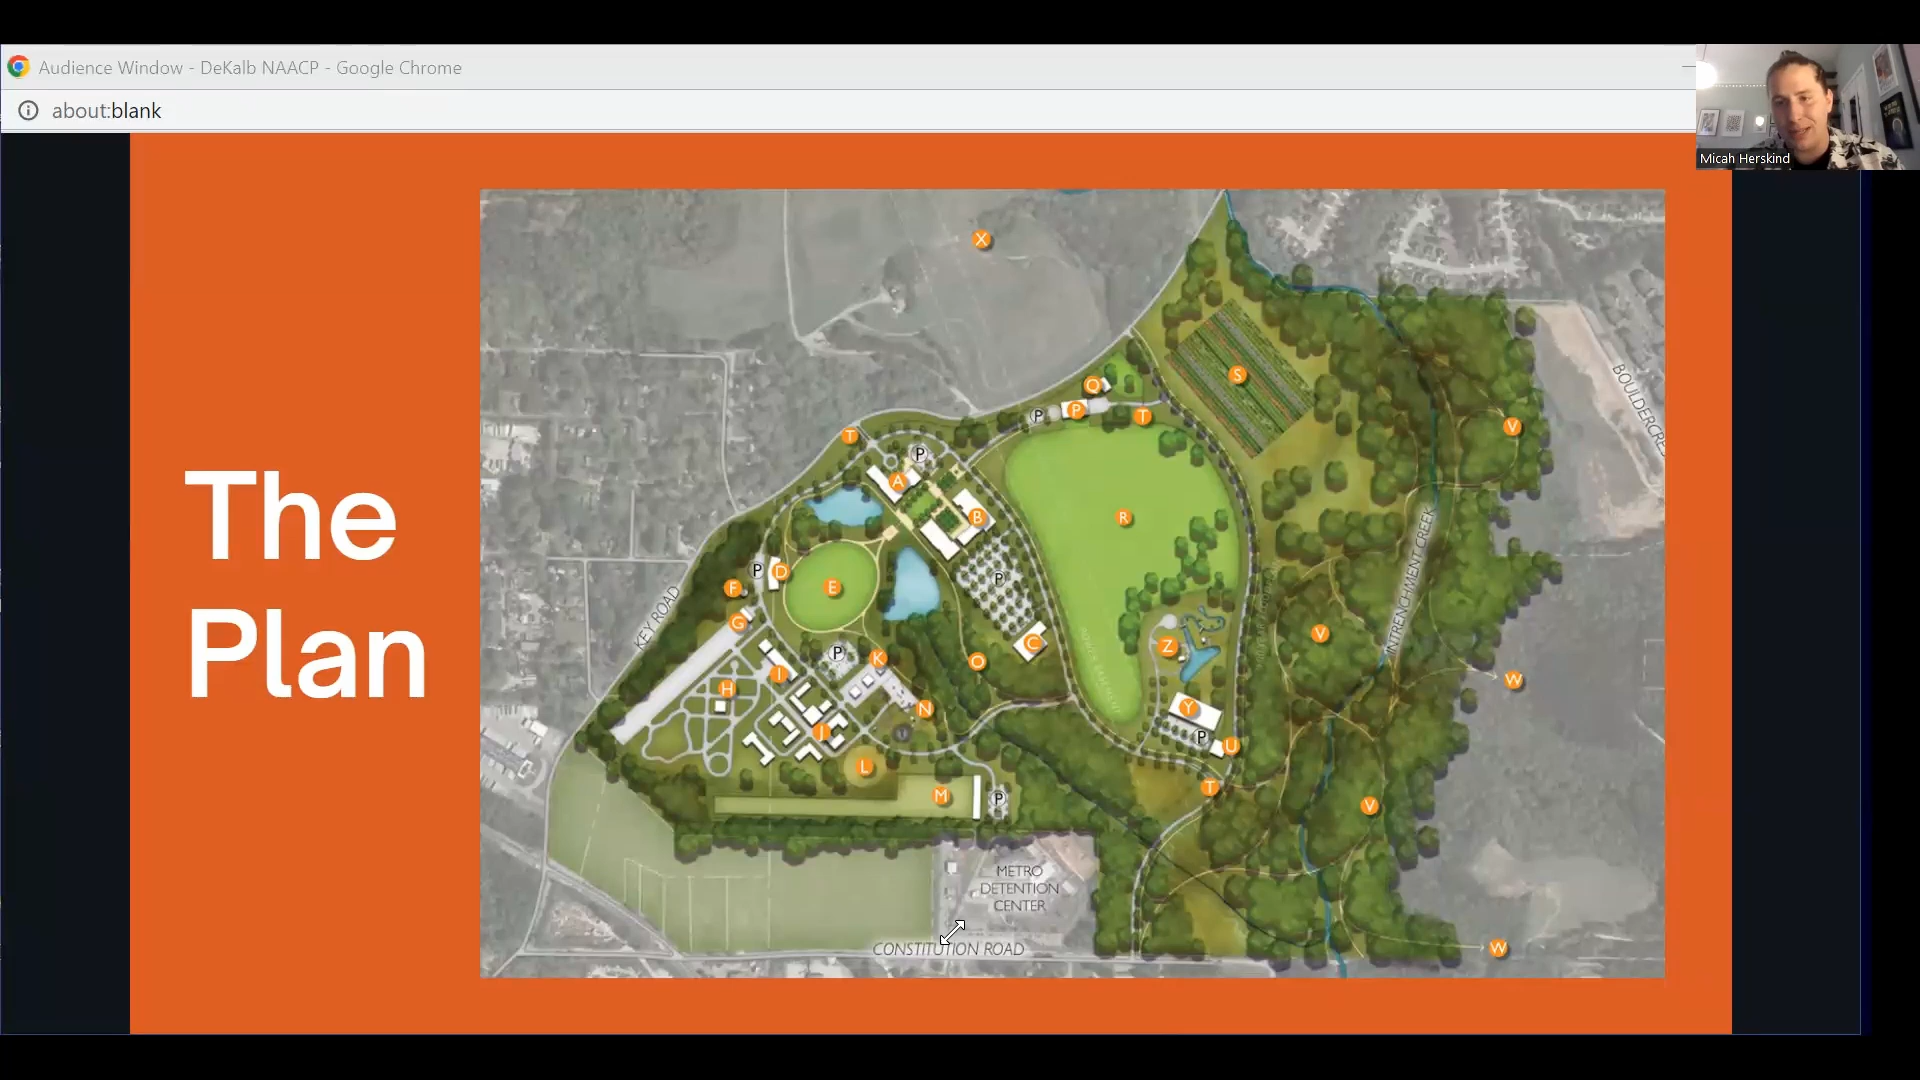 Audience Window - DeKalb NAACP - Google Chrome
about:blank
Micah Herskind
The
Plan
X
S
Q
P
P
T
V
T
P
A
B
R
P
D
E
P
F
G
KEY ROAD
P
K
I
H
O
C
Z
V
INTRENCHMENT CREEK
BOULDERCRE
W
N
J
Y
P
U
L
M
P
T
V
METRO
DETENTION
CENTER
CONSTITUTION ROAD
W